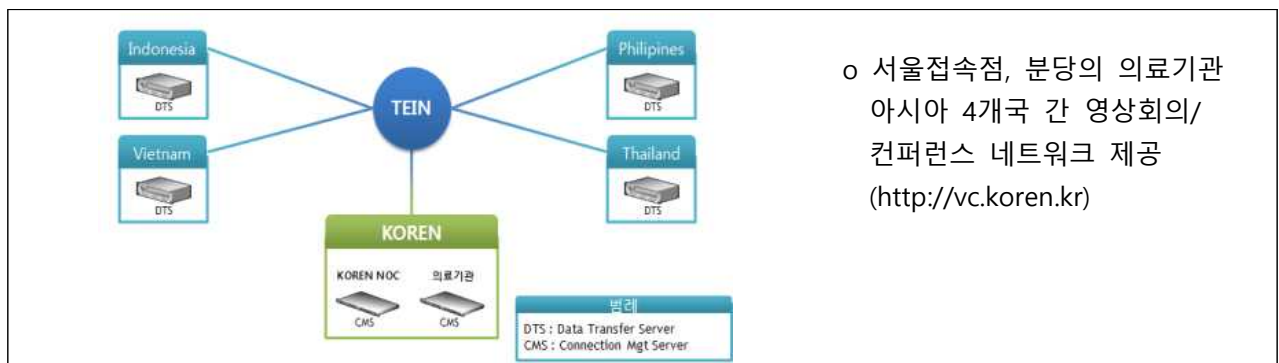 Indonesia
DTS
Philipines
DTS
TEIN
Vietnam
DTS
Thailand
DTS
KOREN
KOREN NOC
의료기관
CMS
CMS
범례
DTS : Data Transfer Server
CMS : Connection Mgt Server
o 서울접속점, 분당의 의료기관
아시아 4개국 간 영상회의/
컨퍼런스 네트워크 제공
(http://vc.koren.kr)